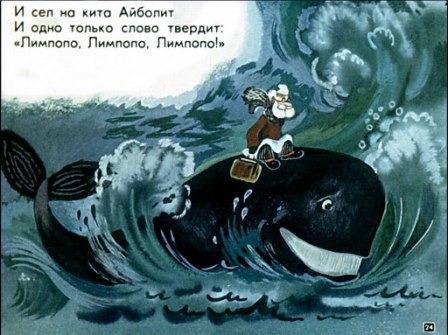 И сел на кита Айболит
И одно только слово твердит:
«Лимпопо, Лимпопо, Лимпопо!»
24